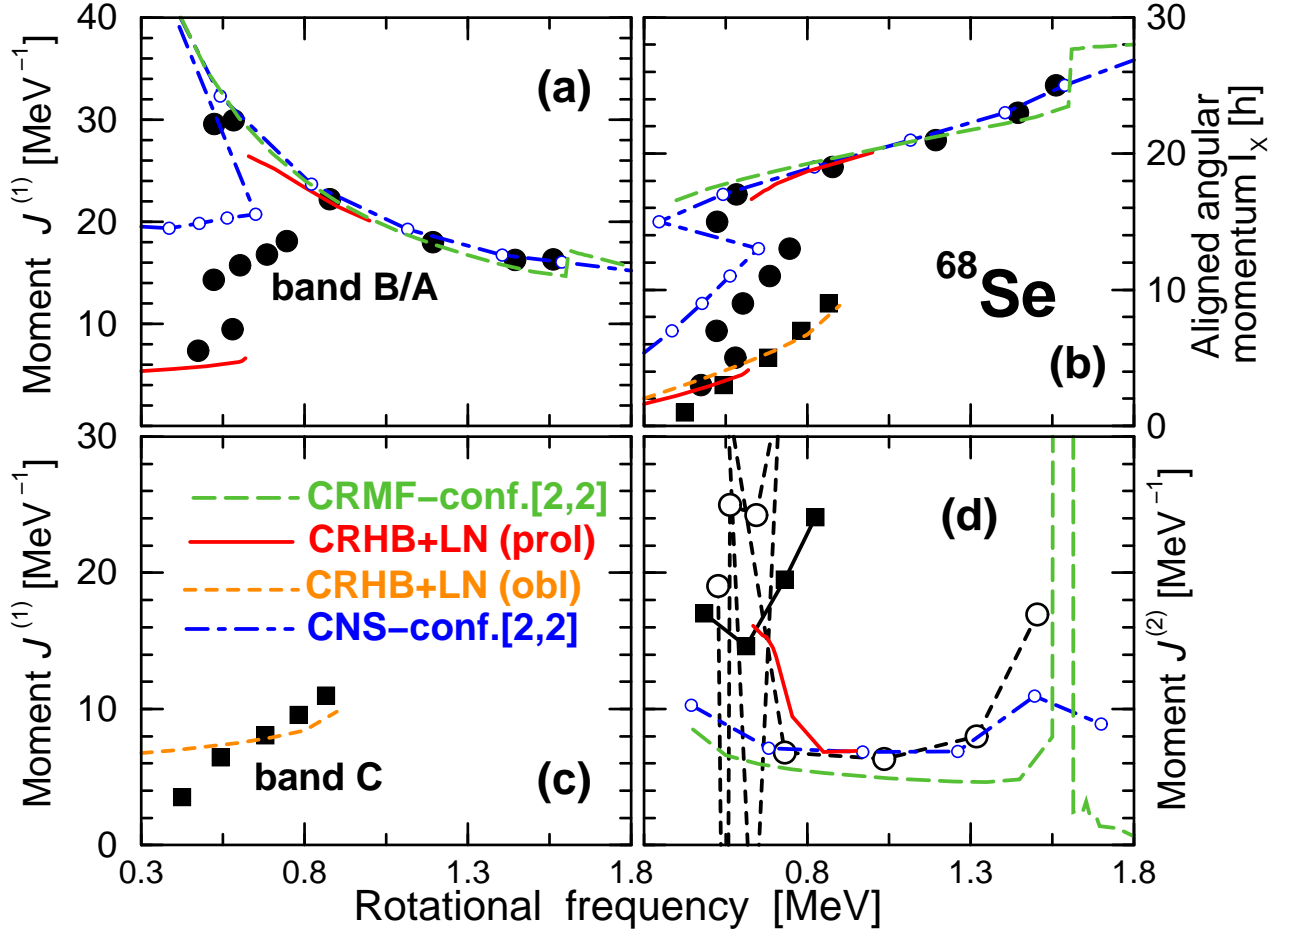 40
30
20
10
Moment J(1) [MeV−1]
(a)
band B/A
30
20
10
0
Aligned angular
momentum IX [h]
68Se
(b)
30
20
10
0
Moment J(1) [MeV−1]
CRMF−conf.[2,2]
CRHB+LN (prol)
CRHB+LN (obl)
CNS−conf.[2,2]
band C
(c)
(d)
Moment J(2) [MeV−1]
0.3
0.8
1.3
1.8
0.8
1.3
1.8
Rotational frequency [MeV]